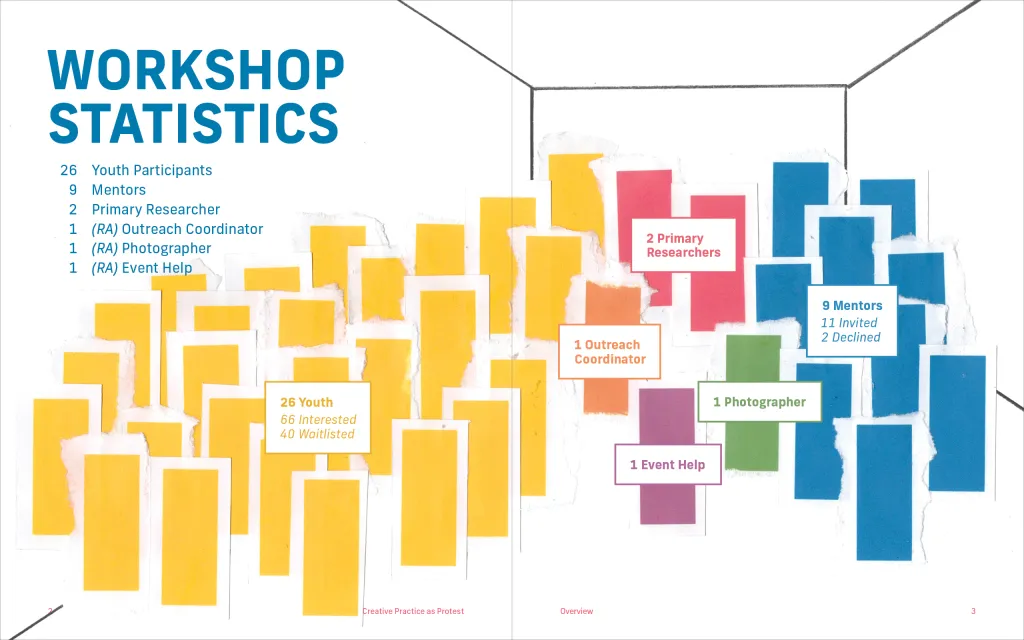 WORKSHOP
STATISTICS
26 Youth Participants
9 Mentors
2 Primary Researcher
1 (RA) Outreach Coordinator
1 (RA) Photographer
1 (RA) Event Help
2 Primary
Researchers
9 Mentors
11 Invited
2 Declined
1 Outreach
Coordinator
26 Youth
66 Interested
40 Waitlisted
1 Photographer
1 Event Help
2
Creative Practice as Protest
Overview
3